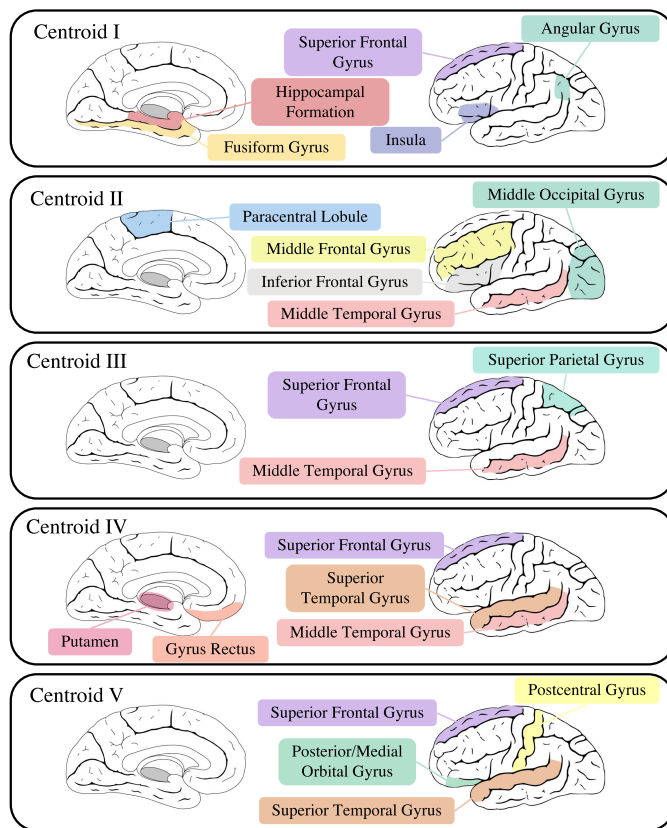 Centroid I
Superior Frontal
Gyrus
Angular Gyrus
Hippocampal
Formation
Insula
Fusiform Gyrus
Centroid II
Paracentral Lobule
Middle Occipital Gyrus
Middle Frontal Gyrus
Inferior Frontal Gyrus
Middle Temporal Gyrus
Centroid III
Superior Parietal Gyrus
Superior Frontal
Gyrus
Middle Temporal Gyrus
Centroid IV
Superior Frontal Gyrus
Superior
Temporal Gyrus
Middle Temporal Gyrus
Putamen
Gyrus Rectus
Centroid V
Postcentral Gyrus
Superior Frontal Gyrus
Posterior/Medial
Orbital Gyrus
Superior Temporal Gyrus